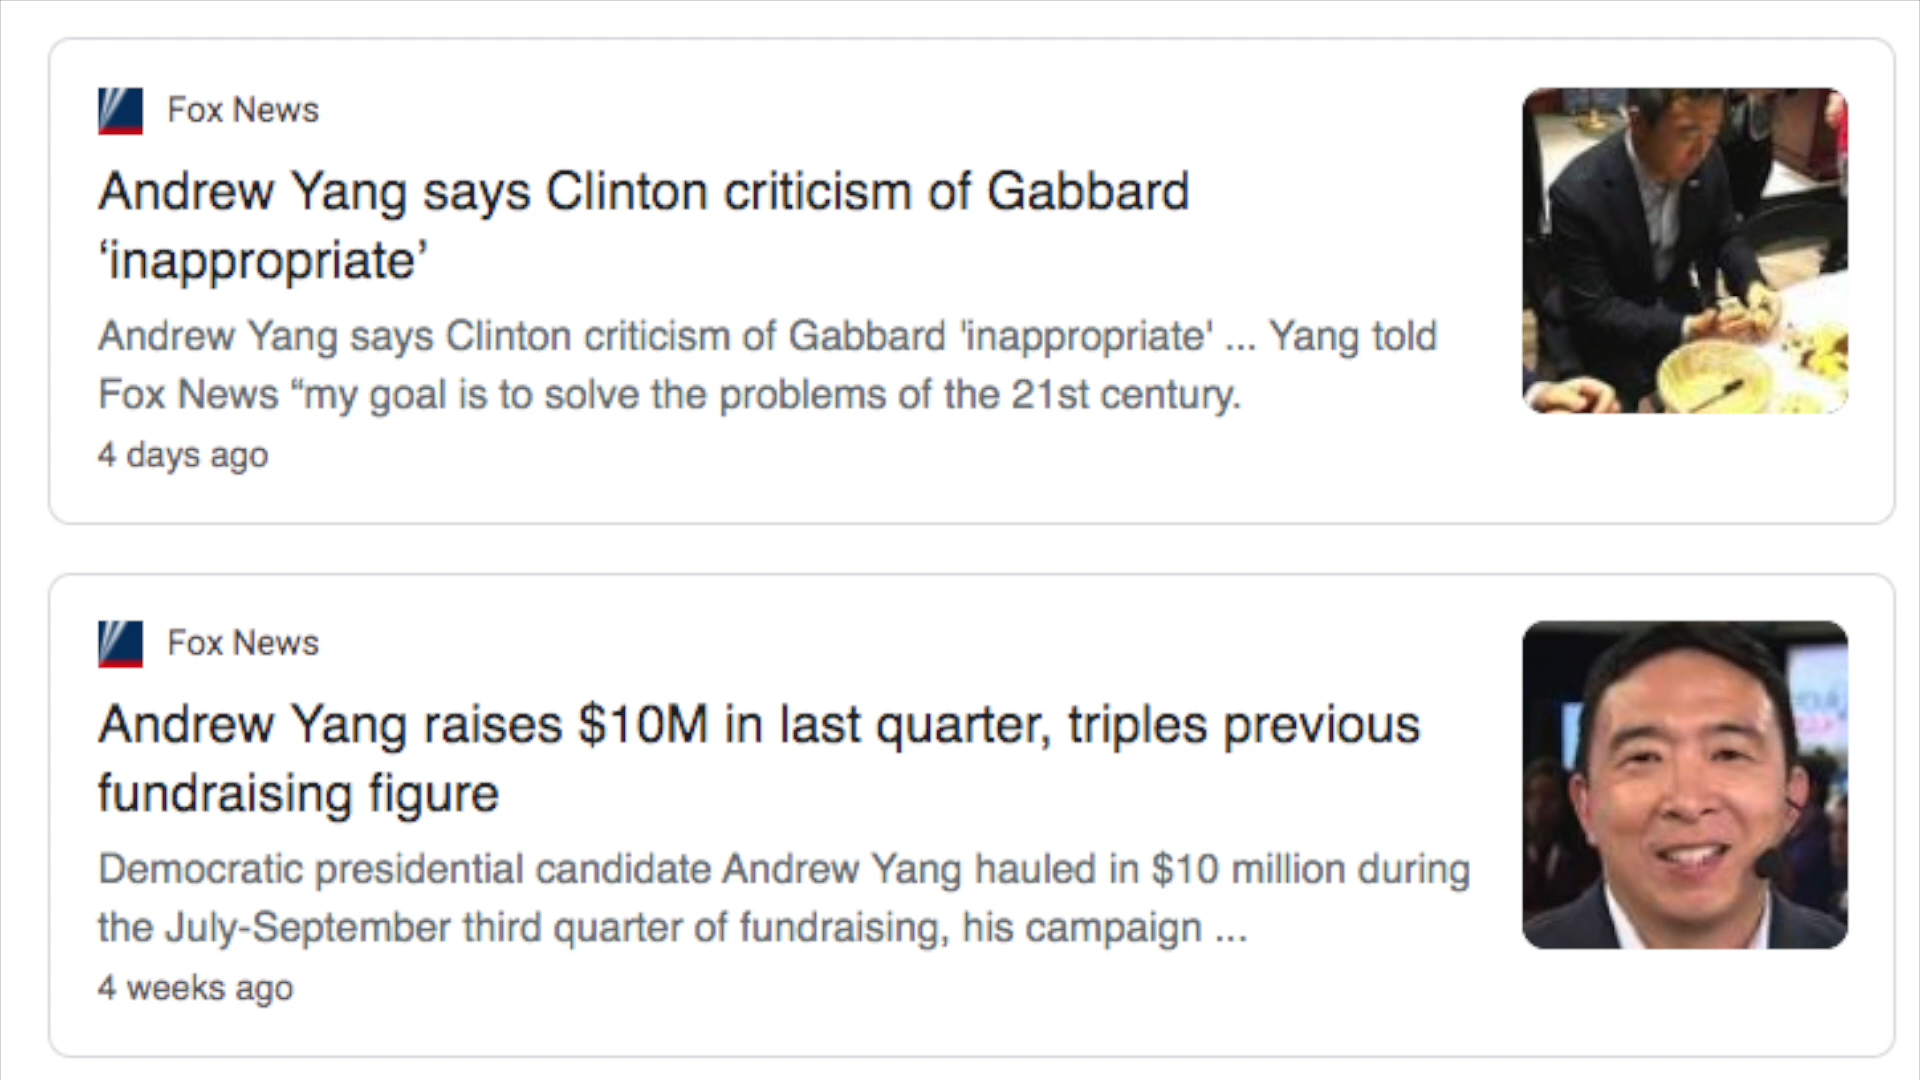 Fox News
Andrew Yang says Clinton criticism of Gabbard
‘inappropriate’
Andrew Yang says Clinton criticism of Gabbard 'inappropriate' ... Yang told
Fox News “my goal is to solve the problems of the 21st century.
4 days ago
Fox News
Andrew Yang raises $10M in last quarter, triples previous
fundraising figure
Democratic presidential candidate Andrew Yang hauled in $10 million during
the July-September third quarter of fundraising, his campaign ...
4 weeks ago